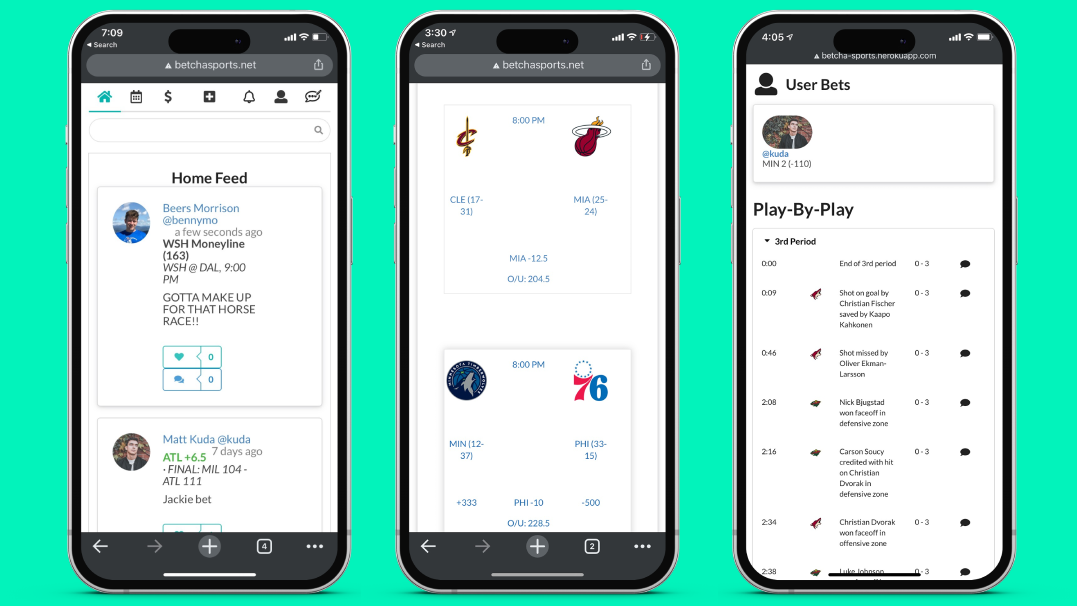 7:09
Search
betchasports.net
Home Feed
Beers Morrison
@bennymo
a few seconds ago
WSH Moneyline
(163)
WSH @ DAL, 9:00
PM
GOTTA MAKE UP
FOR THAT HORSE
RACE!!
0
0
Matt Kuda @kuda
ATL +6.5 7 days ago
· FINAL: MIL 104 -
ATL 111
Jackie bet
4
3:30
Search
betchasports.net
8:00 PM
CLE (17-
31)
MIA (25-
24)
MIA -12.5
O/U: 204.5
8:00 PM
MINNESOTA TIMBERWOLVES
76
MIN (12-
37)
PHI (33-
15)
+333 PHI -10 -500
O/U: 228.5
2
4:05
betcha-sports.herokuapp.com
User Bets
@kuda
MIN 2 (-110)
Play-By-Play
3rd Period
0:00 End of 3rd period 0 - 3
0:09 Shot on goal by 0 - 3
Christian Fischer
saved by Kaapo
Kahkonen
0:46 Shot missed by 0 - 3
Oliver Ekman-
Larsson
2:08 Nick Bjugstad 0 - 3
won faceoff in
defensive zone
2:16 Carson Soucy 0 - 3
credited with hit
on Christian
Dvorak in
defensive zone
2:34 Christian Dvorak 0 - 3
won faceoff in
offensive zone
2:38 Luke Johnson 0 - 3